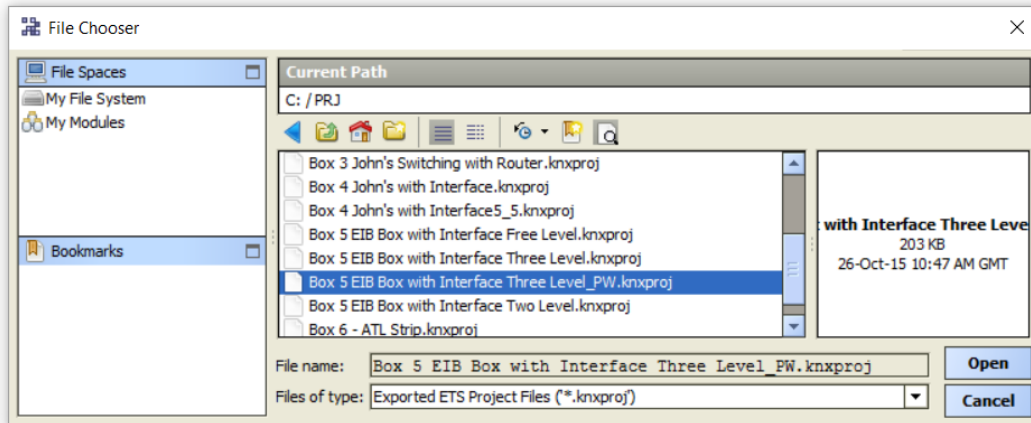 File Chooser
File Spaces
My File System
My Modules
Bookmarks
Current Path
C: / PRJ
Box 3 John's Switching with Router.knxproj
Box 4 John's with Interface.knxproj
Box 4 John's with Interface5_5.knxproj
Box 5 EIB Box with Interface Free Level.knxproj
Box 5 EIB Box with Interface Three Level.knxproj
Box 5 EIB Box with Interface Three Level_PW.knxproj
Box 5 EIB Box with Interface Two Level.knxproj
Box 6 - ATL Strip.knxproj
with Interface Three Leve
203 KB
26-Oct-15 10:47 AM GMT
File name: Box 5 EIB Box with Interface Three Level_PW.knxproj
Open
Files of type: Exported ETS Project Files ('*.knxproj')
Cancel